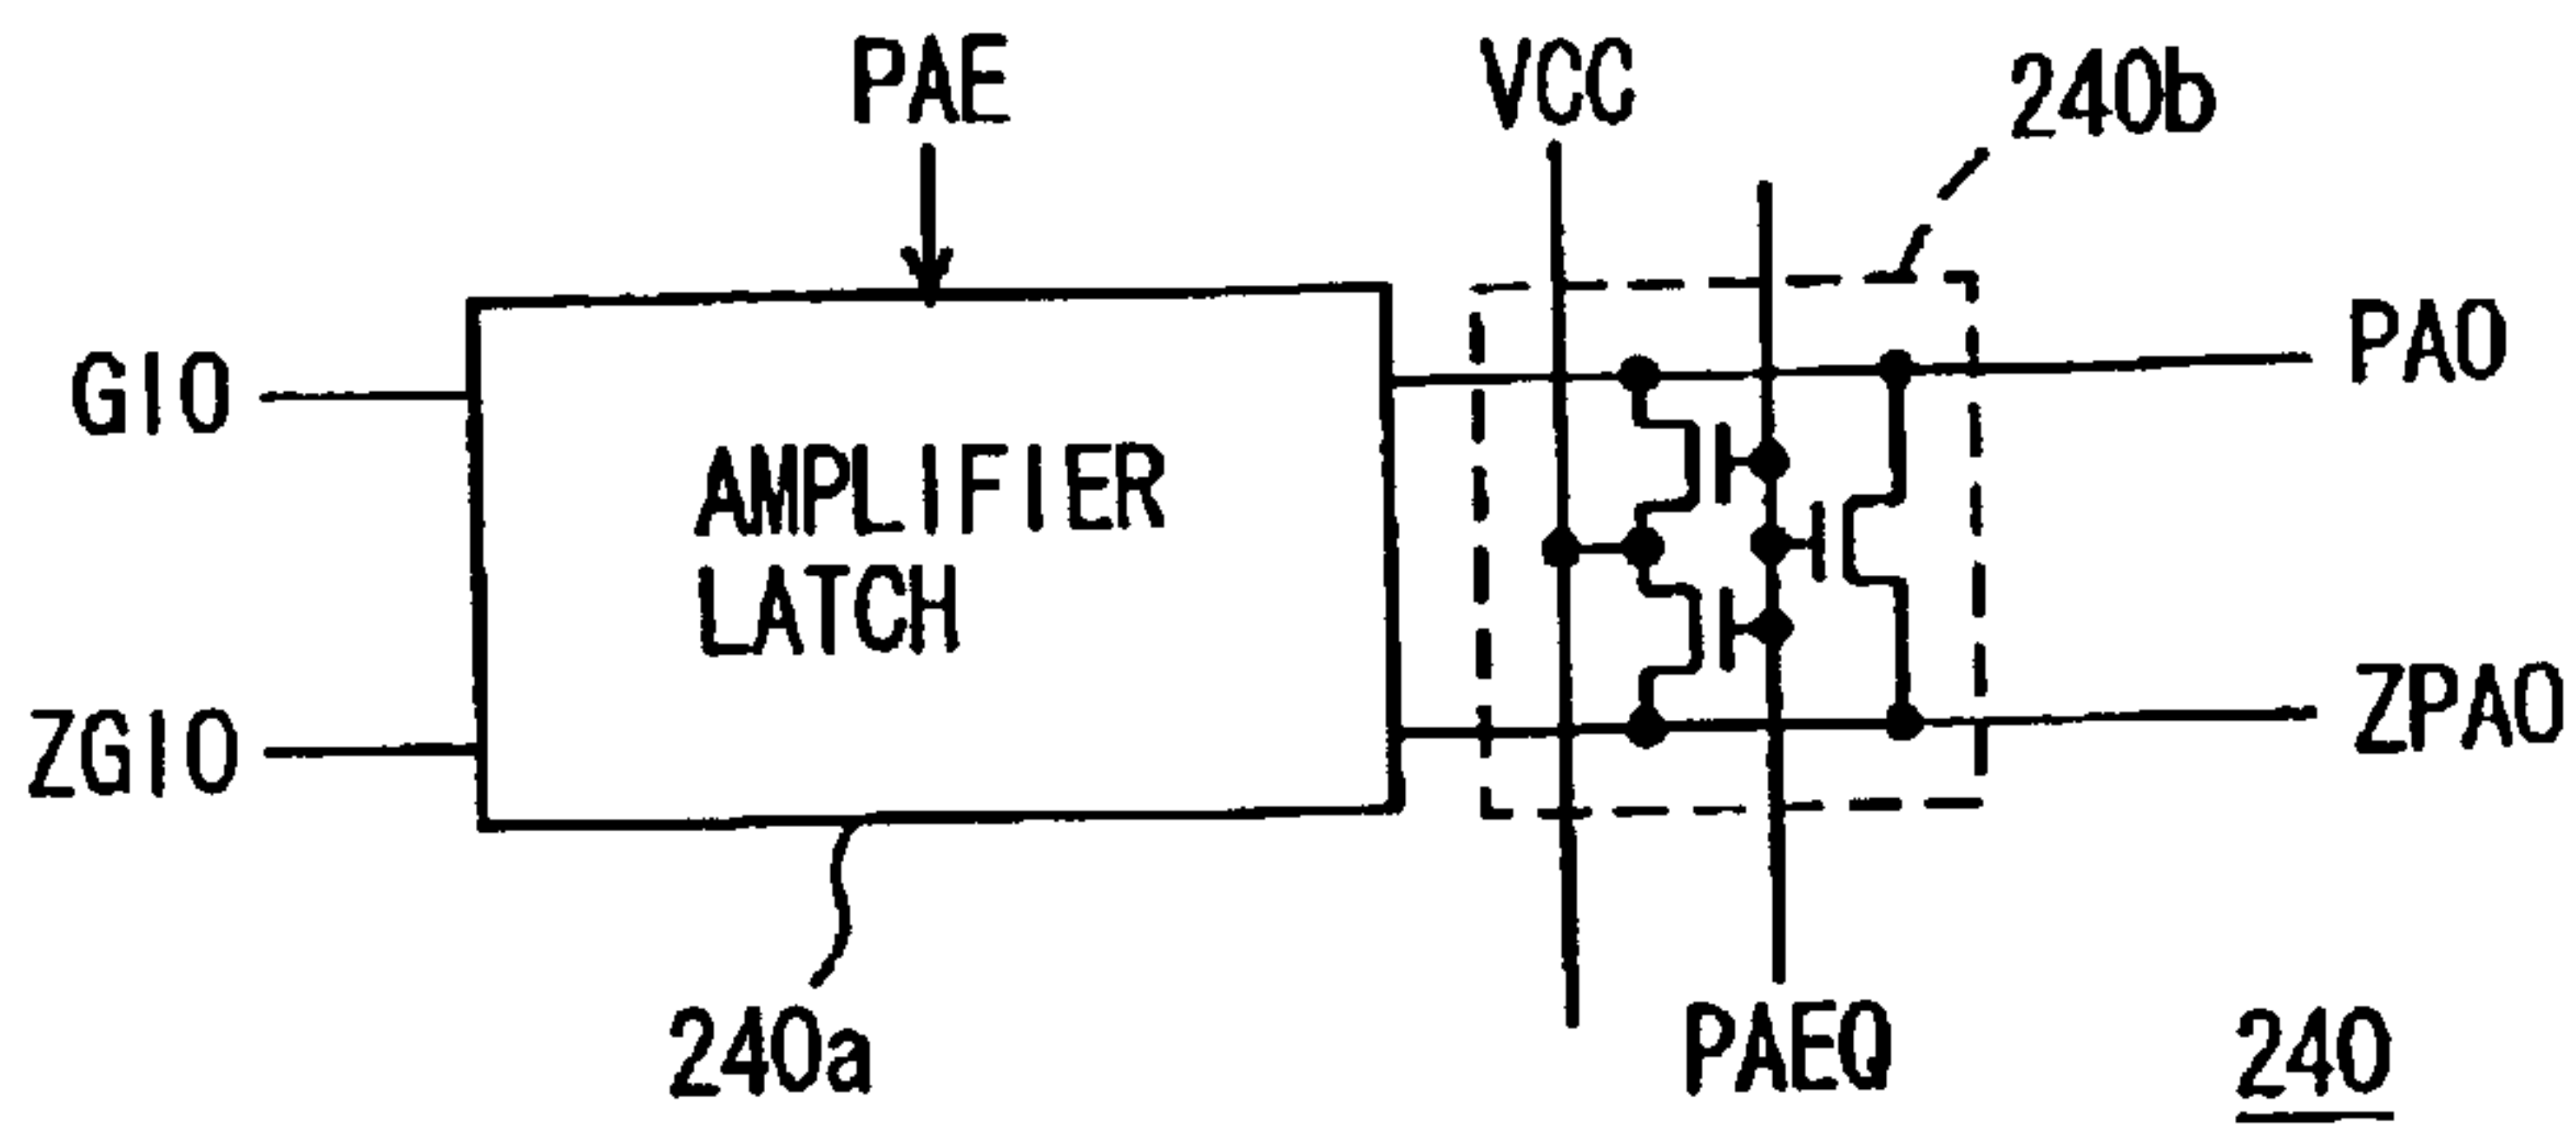 PAE
VCC
240b
GIO
PAO
AMPLIFIER
LATCH
ZGIO
ZPAO
240a
PAEQ
240